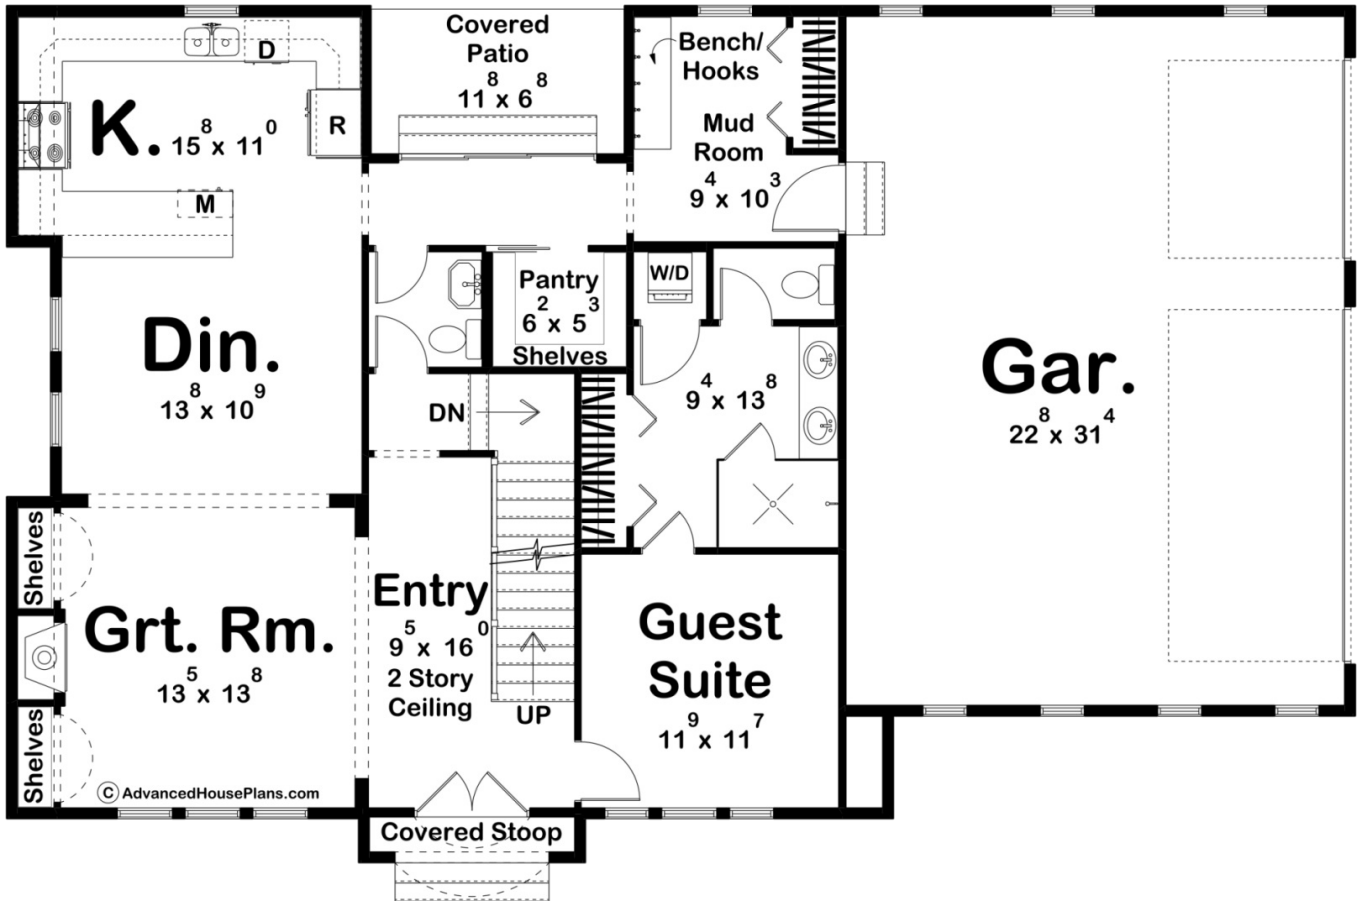 Covered
Patio
11⁸ x 6⁸
Bench/
Hooks
D
K. 15⁸ x 11⁰
R
M
Mud
Room
9⁴ x 10³
W/D
Pantry
6² x 5³
Shelves
Din.
13⁸ x 10⁹
DN
9⁴ x 13⁸
Gar.
22⁸ x 31⁴
Shelves
Grt. Rm.
13⁵ x 13⁸
Shelves
Entry
9⁵ x 16⁰
2 Story
Ceiling
UP
Guest
Suite
11⁹ x 11⁷
© AdvancedHousePlans.com
Covered Stoop